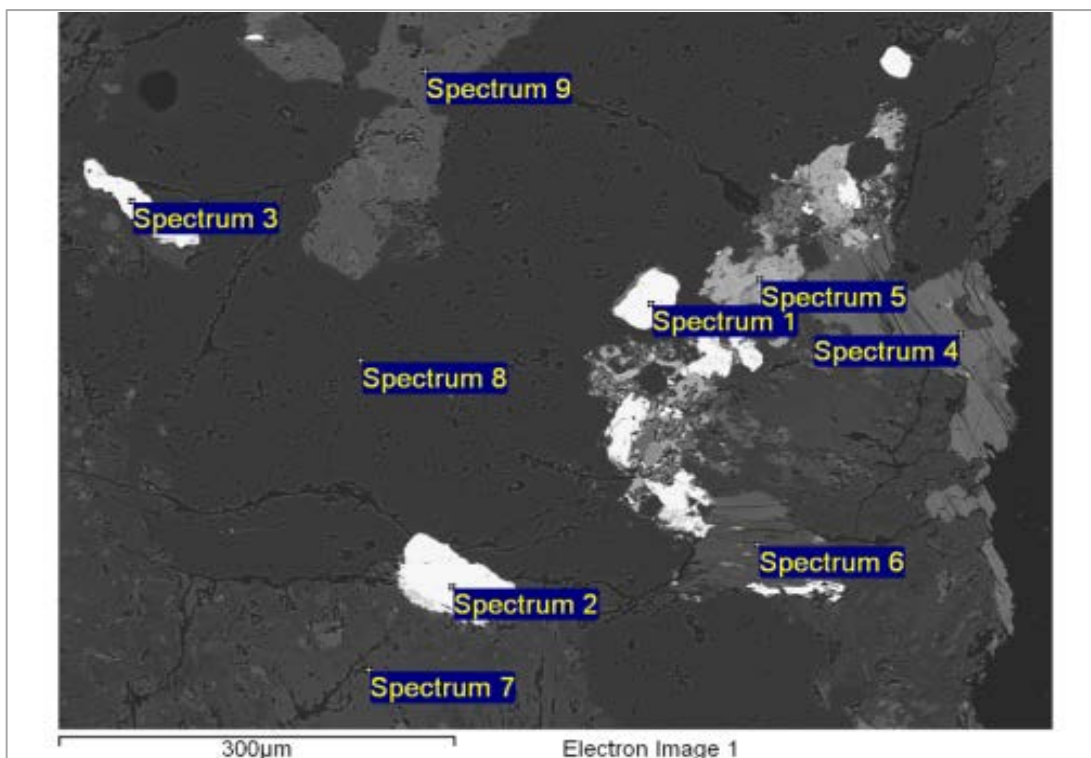 Spectrum 9
Spectrum 3
Spectrum 5
Spectrum 1
Spectrum 4
Spectrum 8
Spectrum 6
Spectrum 2
Spectrum 7
300µm
Electron Image 1